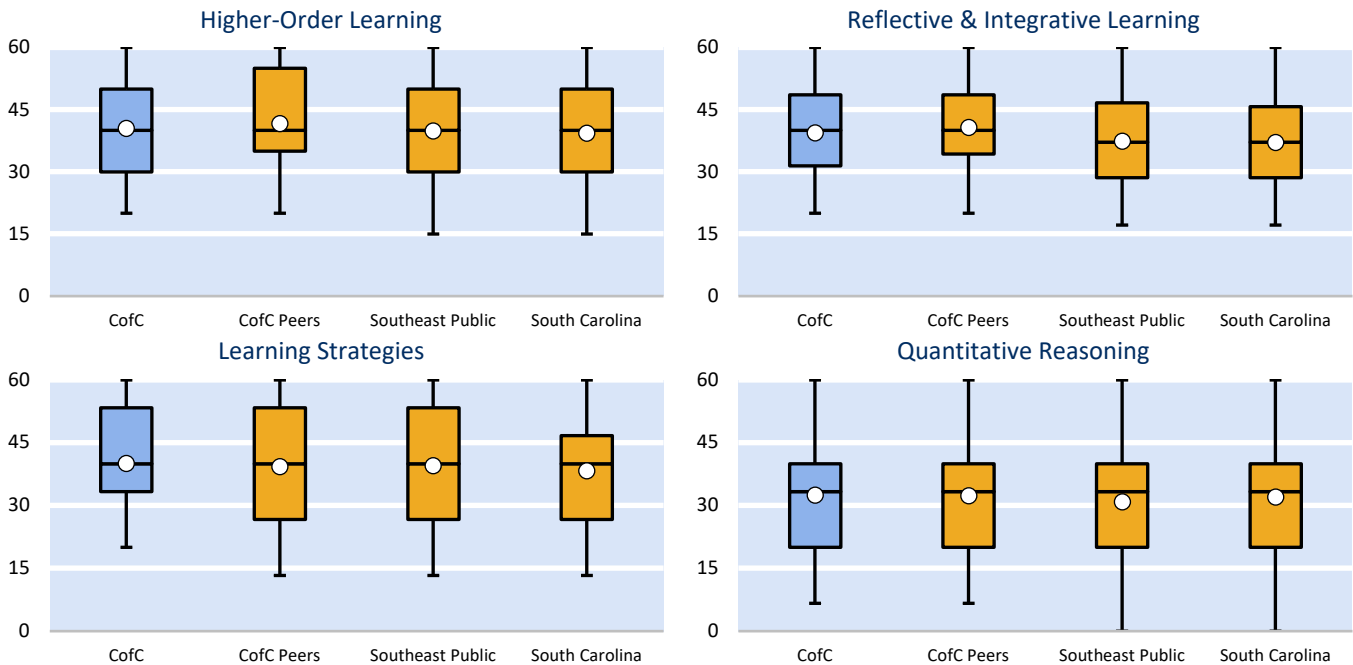 Higher-Order Learning
60
45
30
15
0
CofC CofC Peers Southeast Public South Carolina
Reflective & Integrative Learning
60
45
30
15
0
CofC CofC Peers Southeast Public South Carolina
Learning Strategies
60
45
30
15
0
CofC CofC Peers Southeast Public South Carolina
Quantitative Reasoning
60
45
30
15
0
CofC CofC Peers Southeast Public South Carolina